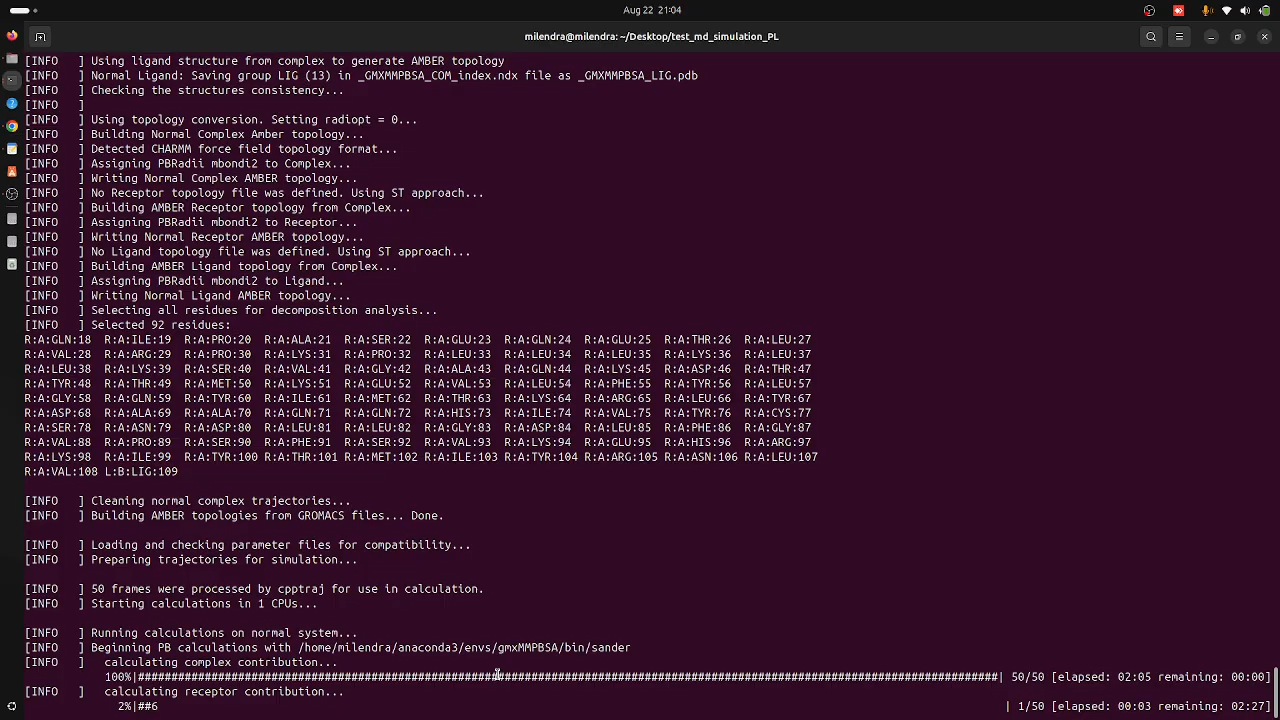 Aug 22 21:04
milendra@milendra: ~/Desktop/test_md_simulation_PL
[INFO   ] Using ligand structure from complex to generate AMBER topology
[INFO   ] Normal Ligand: Saving group LIG (13) in _GMXMMPBSA_COM_index.ndx file as _GMXMMPBSA_LIG.pdb
[INFO   ] Checking the structures consistency...
[INFO   ]
[INFO   ] Using topology conversion. Setting radiopt = 0...
[INFO   ] Building Normal Complex Amber topology...
[INFO   ] Detected CHARMM force field topology format...
[INFO   ] Assigning PBRadii mbondi2 to Complex...
[INFO   ] Writing Normal Complex AMBER topology...
[INFO   ] No Receptor topology file was defined. Using ST approach...
[INFO   ] Building AMBER Receptor topology from Complex...
[INFO   ] Assigning PBRadii mbondi2 to Receptor...
[INFO   ] Writing Normal Receptor AMBER topology...
[INFO   ] No Ligand topology file was defined. Using ST approach...
[INFO   ] Building AMBER Ligand topology from Complex...
[INFO   ] Assigning PBRadii mbondi2 to Ligand...
[INFO   ] Writing Normal Ligand AMBER topology...
[INFO   ] Selecting all residues for decomposition analysis...
[INFO   ] Selected 92 residues:
R:A:GLN:18  R:A:ILE:19  R:A:PRO:20  R:A:ALA:21  R:A:SER:22  R:A:GLU:23  R:A:GLN:24  R:A:GLU:25  R:A:THR:26  R:A:LEU:27
R:A:VAL:28  R:A:ARG:29  R:A:PRO:30  R:A:LYS:31  R:A:PRO:32  R:A:LEU:33  R:A:LEU:34  R:A:LEU:35  R:A:LYS:36  R:A:LEU:37
R:A:LEU:38  R:A:LYS:39  R:A:SER:40  R:A:VAL:41  R:A:GLY:42  R:A:ALA:43  R:A:GLN:44  R:A:LYS:45  R:A:ASP:46  R:A:THR:47
R:A:TYR:48  R:A:THR:49  R:A:MET:50  R:A:LYS:51  R:A:GLU:52  R:A:VAL:53  R:A:LEU:54  R:A:PHE:55  R:A:TYR:56  R:A:LEU:57
R:A:GLY:58  R:A:GLN:59  R:A:TYR:60  R:A:ILE:61  R:A:MET:62  R:A:THR:63  R:A:LYS:64  R:A:ARG:65  R:A:LEU:66  R:A:TYR:67
R:A:ASP:68  R:A:ALA:69  R:A:ALA:70  R:A:GLN:71  R:A:GLN:72  R:A:HIS:73  R:A:ILE:74  R:A:VAL:75  R:A:TYR:76  R:A:CYS:77
R:A:SER:78  R:A:ASN:79  R:A:ASP:80  R:A:LEU:81  R:A:LEU:82  R:A:GLY:83  R:A:ASP:84  R:A:LEU:85  R:A:PHE:86  R:A:GLY:87
R:A:VAL:88  R:A:PRO:89  R:A:SER:90  R:A:PHE:91  R:A:SER:92  R:A:VAL:93  R:A:LYS:94  R:A:GLU:95  R:A:HIS:96  R:A:ARG:97
R:A:LYS:98  R:A:ILE:99  R:A:TYR:100 R:A:THR:101 R:A:MET:102 R:A:ILE:103 R:A:TYR:104 R:A:ARG:105 R:A:ASN:106 R:A:LEU:107
R:A:VAL:108 L:B:LIG:109
[INFO   ] Cleaning normal complex trajectories...
[INFO   ] Building AMBER topologies from GROMACS files... Done.
[INFO   ] Loading and checking parameter files for compatibility...
[INFO   ] Preparing trajectories for simulation...
[INFO   ] 50 frames were processed by cpptraj for use in calculation.
[INFO   ] Starting calculations in 1 CPUs...
[INFO   ] Running calculations on normal system...
[INFO   ] Beginning PB calculations with /home/milendra/anaconda3/envs/gmxMMPBSA/bin/sander
[INFO   ]   calculating complex contribution...
100%|#################################################################################################################################| 50/50 [elapsed: 02:05 remaining: 00:00]
[INFO   ]   calculating receptor contribution...
2%|##6 | 1/50 [elapsed: 00:03 remaining: 02:27]